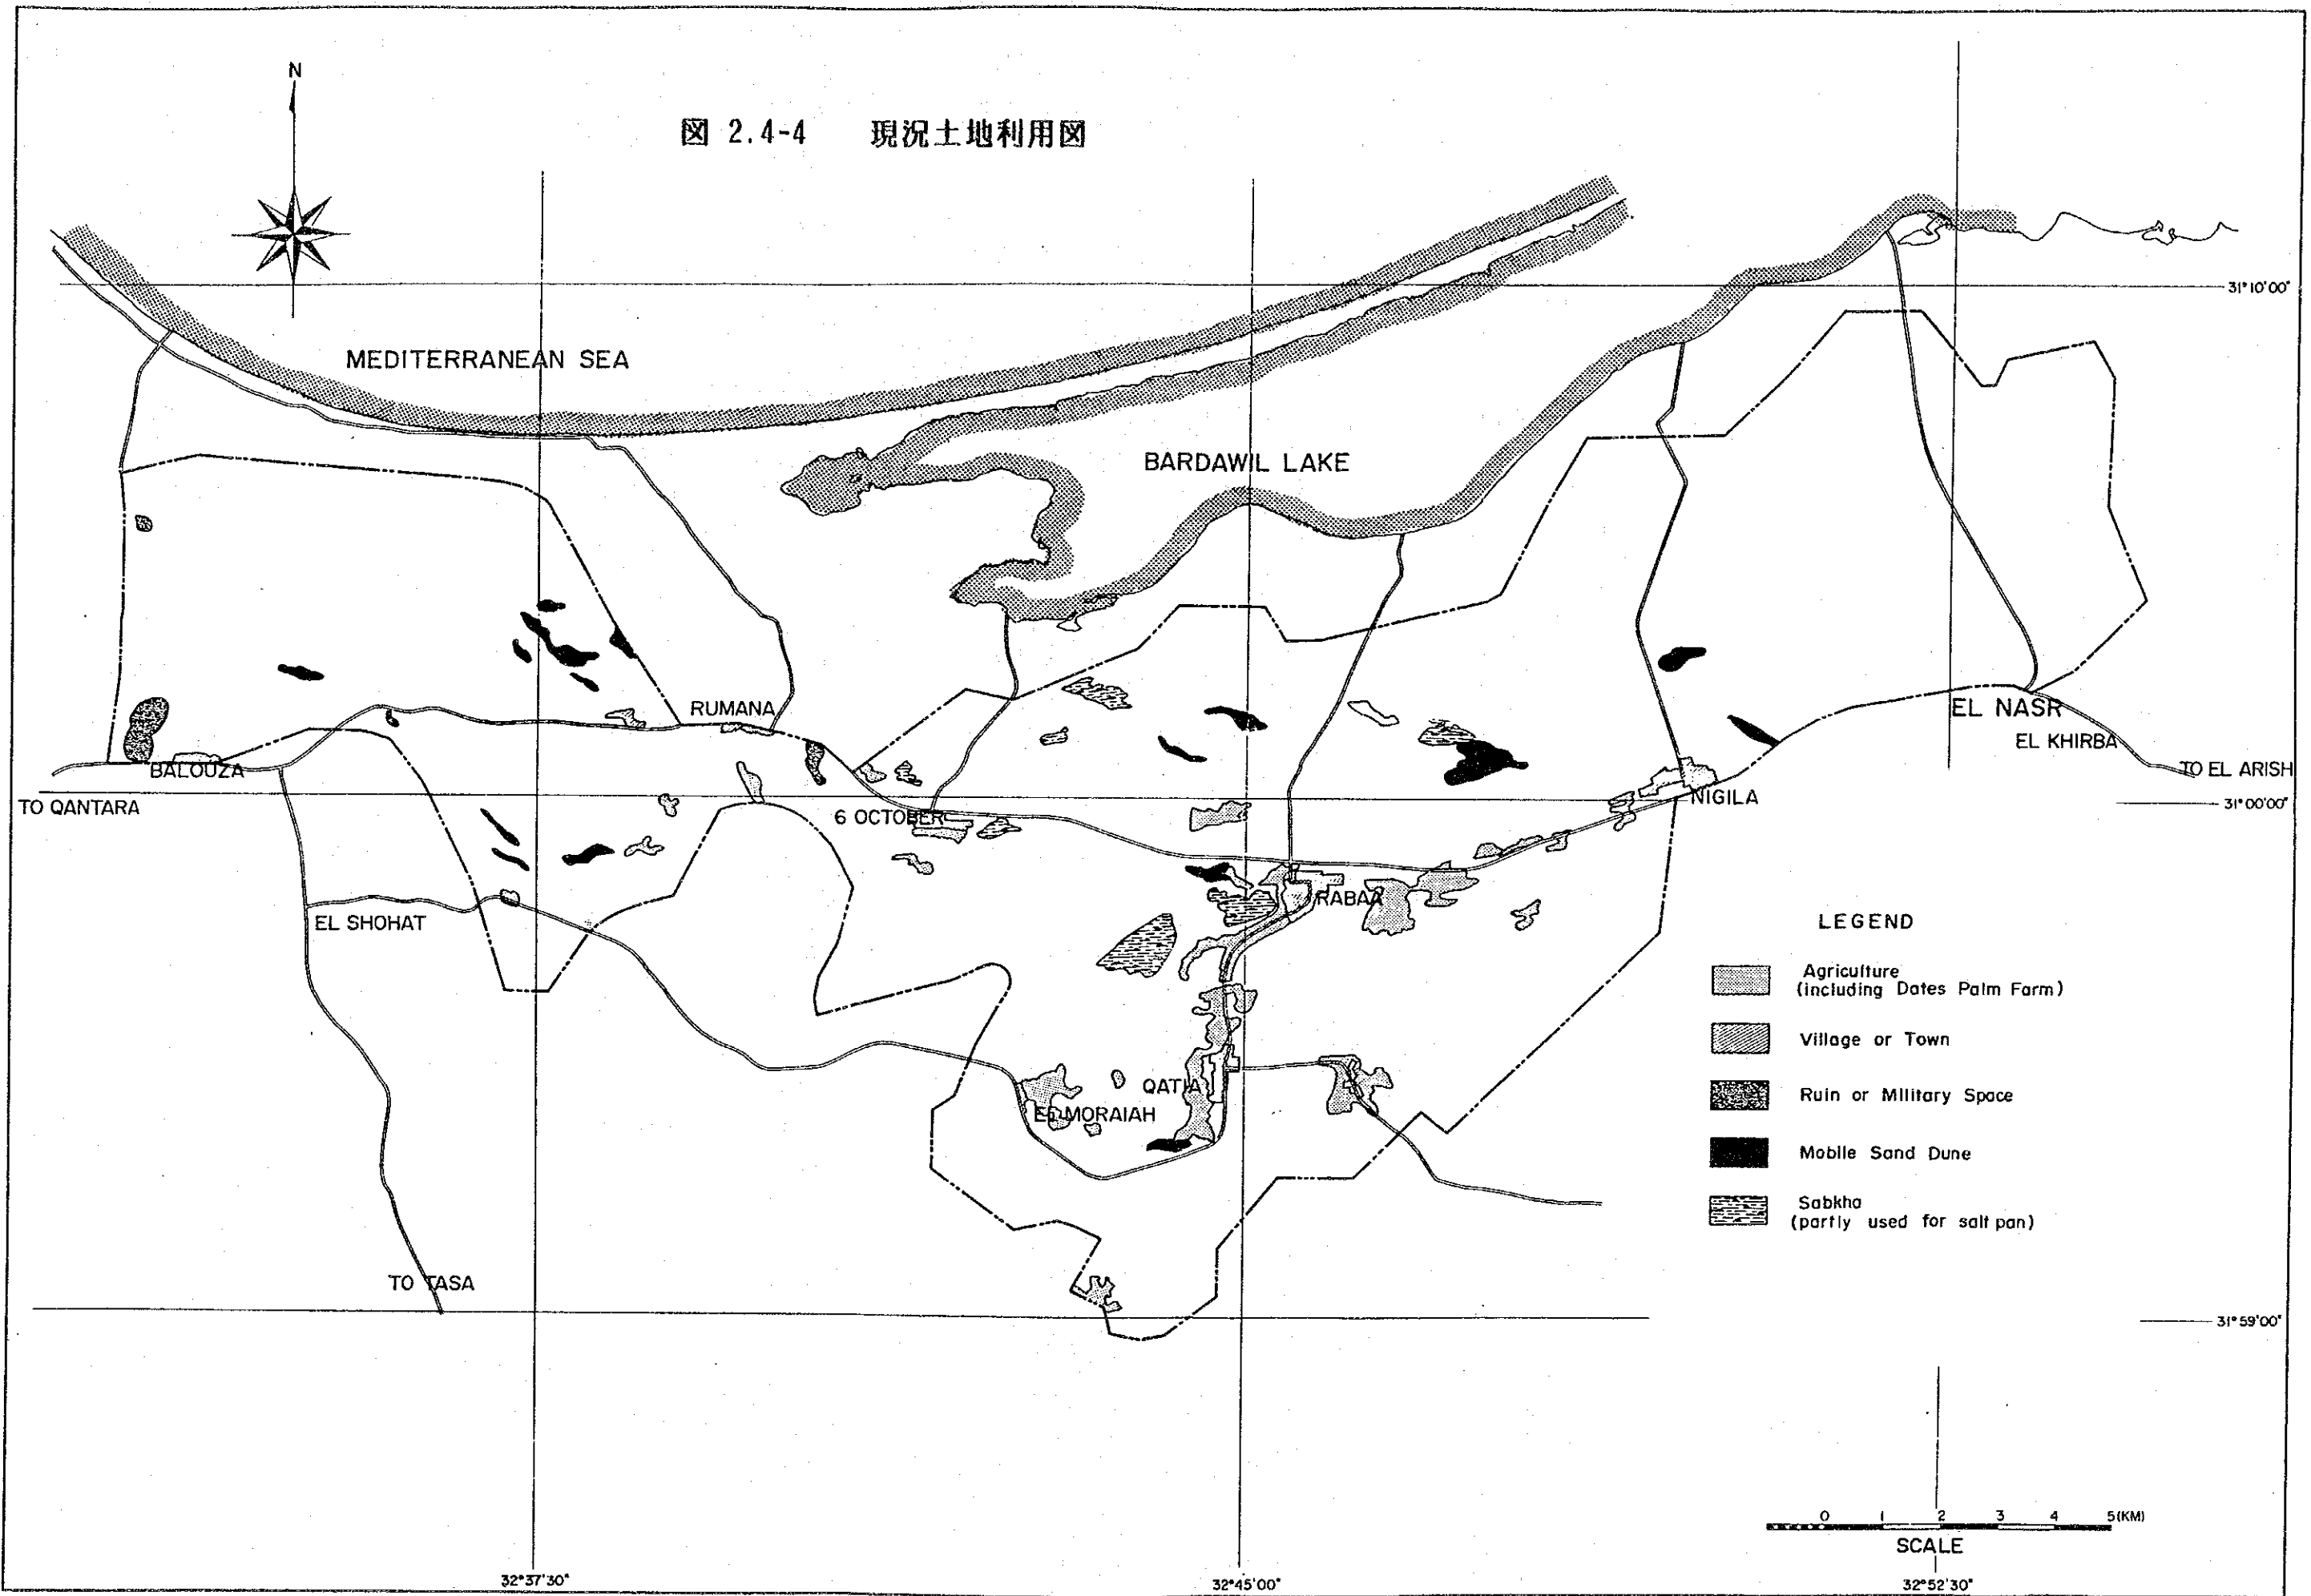 N
図 2.4-4 現況土地利用図
31°10'00"
MEDITERRANEAN SEA
BARDAWIL LAKE
RUMANA
EL NASR
EL KHIRBA
BALOUZA
TO EL ARISH
TO QANTARA
NIGILA
31°00'00"
6 OCTOBER
RABAA
EL SHOHAT
LEGEND
Agriculture
(including Dates Palm Farm)
Village or Town
Ruin or Military Space
Mobile Sand Dune
Sabkha
(partly used for salt pan)
QATIA
EL MORAIAH
TO TASA
31°59'00"
0 1 2 3 4 5(KM)
SCALE
32°37'30"
32°45'00"
32°52'30"